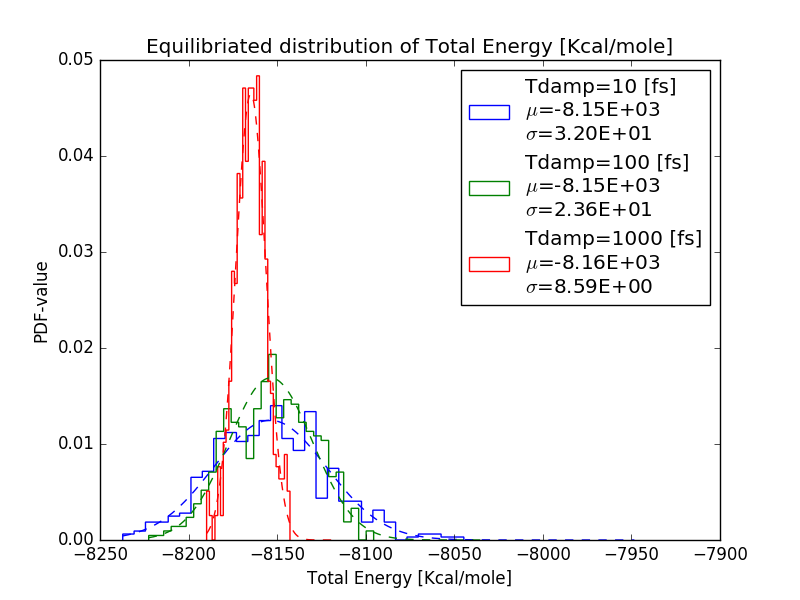 Equilibriated distribution of Total Energy [Kcal/mole]
0.05
0.04
0.03
0.02
0.01
0.00
PDF-value
Tdamp=10 [fs]
μ=-8.15E+03
σ=3.20E+01
Tdamp=100 [fs]
μ=-8.15E+03
σ=2.36E+01
Tdamp=1000 [fs]
μ=-8.16E+03
σ=8.59E+00
−8250 −8200 −8150 −8100 −8050 −8000 −7950 −7900
Total Energy [Kcal/mole]